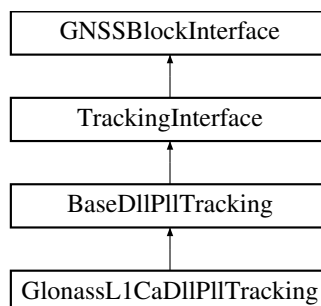 GNSSBlockInterface
TrackingInterface
BaseDllPllTracking
GlonassL1CaDllPllTracking